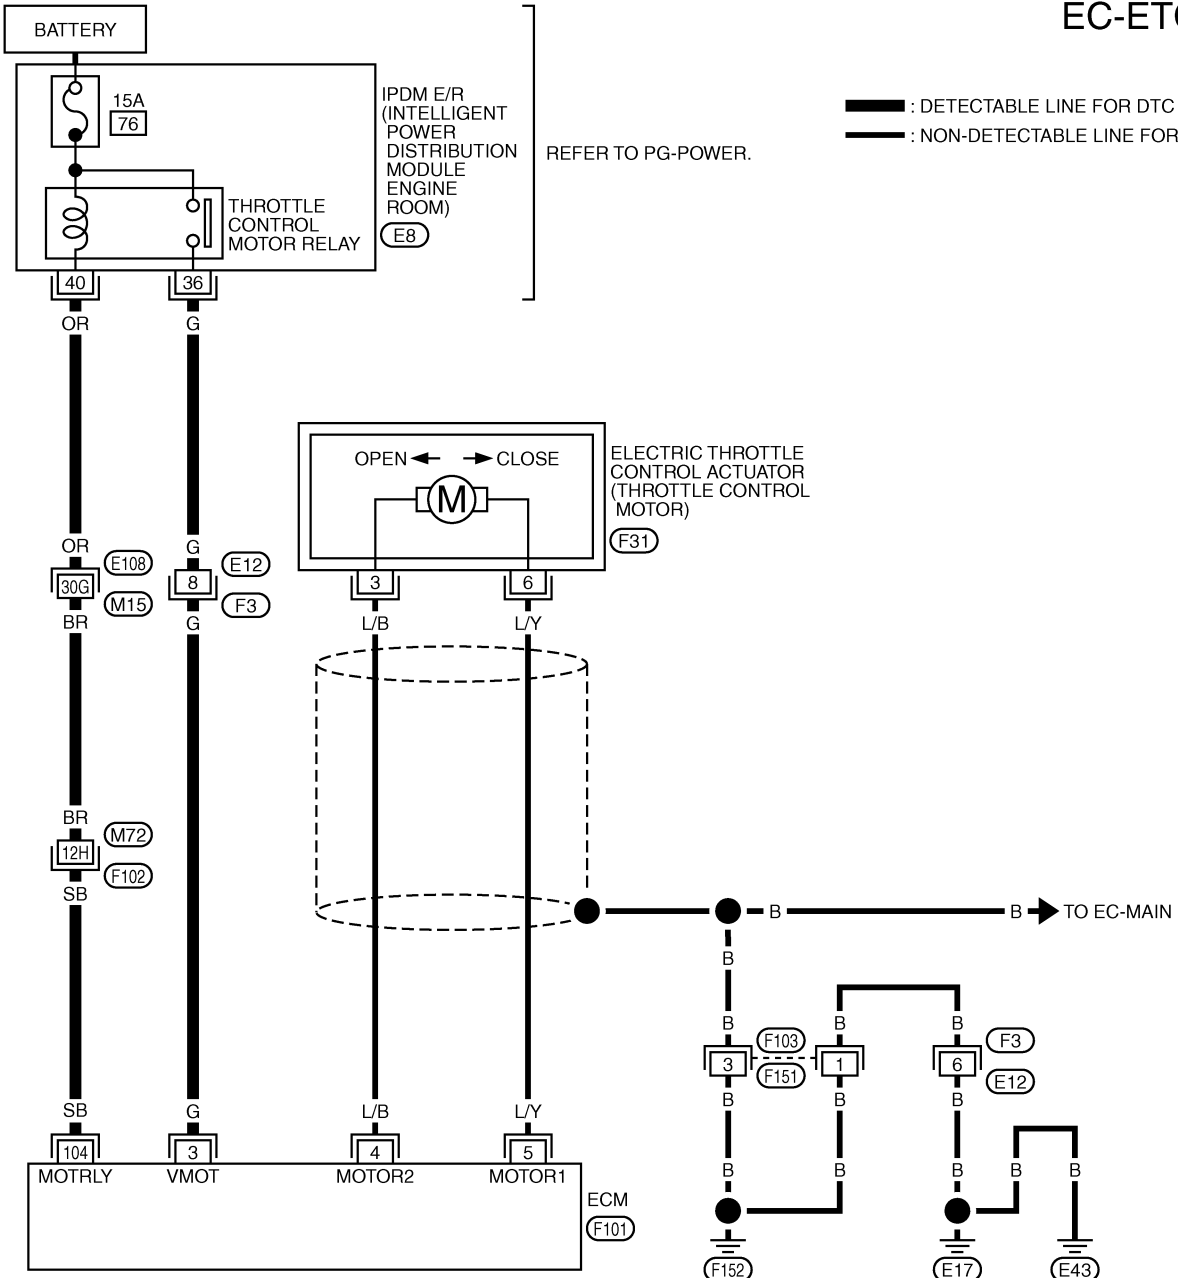 EC-ETC
BATTERY
15A
76
IPDM E/R
(INTELLIGENT
POWER
DISTRIBUTION
MODULE
ENGINE
ROOM)
E8
REFER TO PG-POWER.
: DETECTABLE LINE FOR DTC
: NON-DETECTABLE LINE FOR
THROTTLE
CONTROL
MOTOR RELAY
40
36
OR
G
OPEN
CLOSE
M
ELECTRIC THROTTLE
CONTROL ACTUATOR
(THROTTLE CONTROL
MOTOR)
F31
OR
G
E108
E12
30G
8
3
6
M15
F3
BR
G
L/B
L/Y
BR
M72
12H
F102
SB
B
B
TO EC-MAIN
B
B
B
B
F103
F3
3
1
6
F151
E12
B
B
B
SB
G
L/B
L/Y
104
3
4
5
MOTRLY
VMOT
MOTOR2
MOTOR1
ECM
F101
B
B
B
B
B
F152
E17
E43